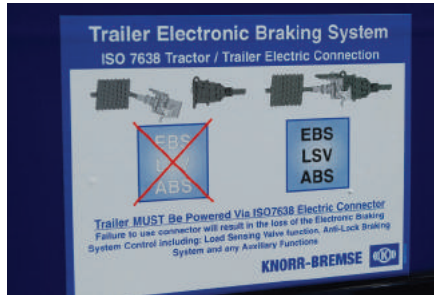 Trailer Electronic Braking System
ISO 7638 Tractor / Trailer Electric Connection
EBS
LSV
ABS
EBS
LSV
ABS
Trailer MUST Be Powered Via ISO7638 Electric Connector
Failure to use connector will result in the loss of the Electronic Braking
System Control including: Load Sensing Valve function, Anti-Lock Braking
System and any Auxiliary Functions
KNORR-BREMSE